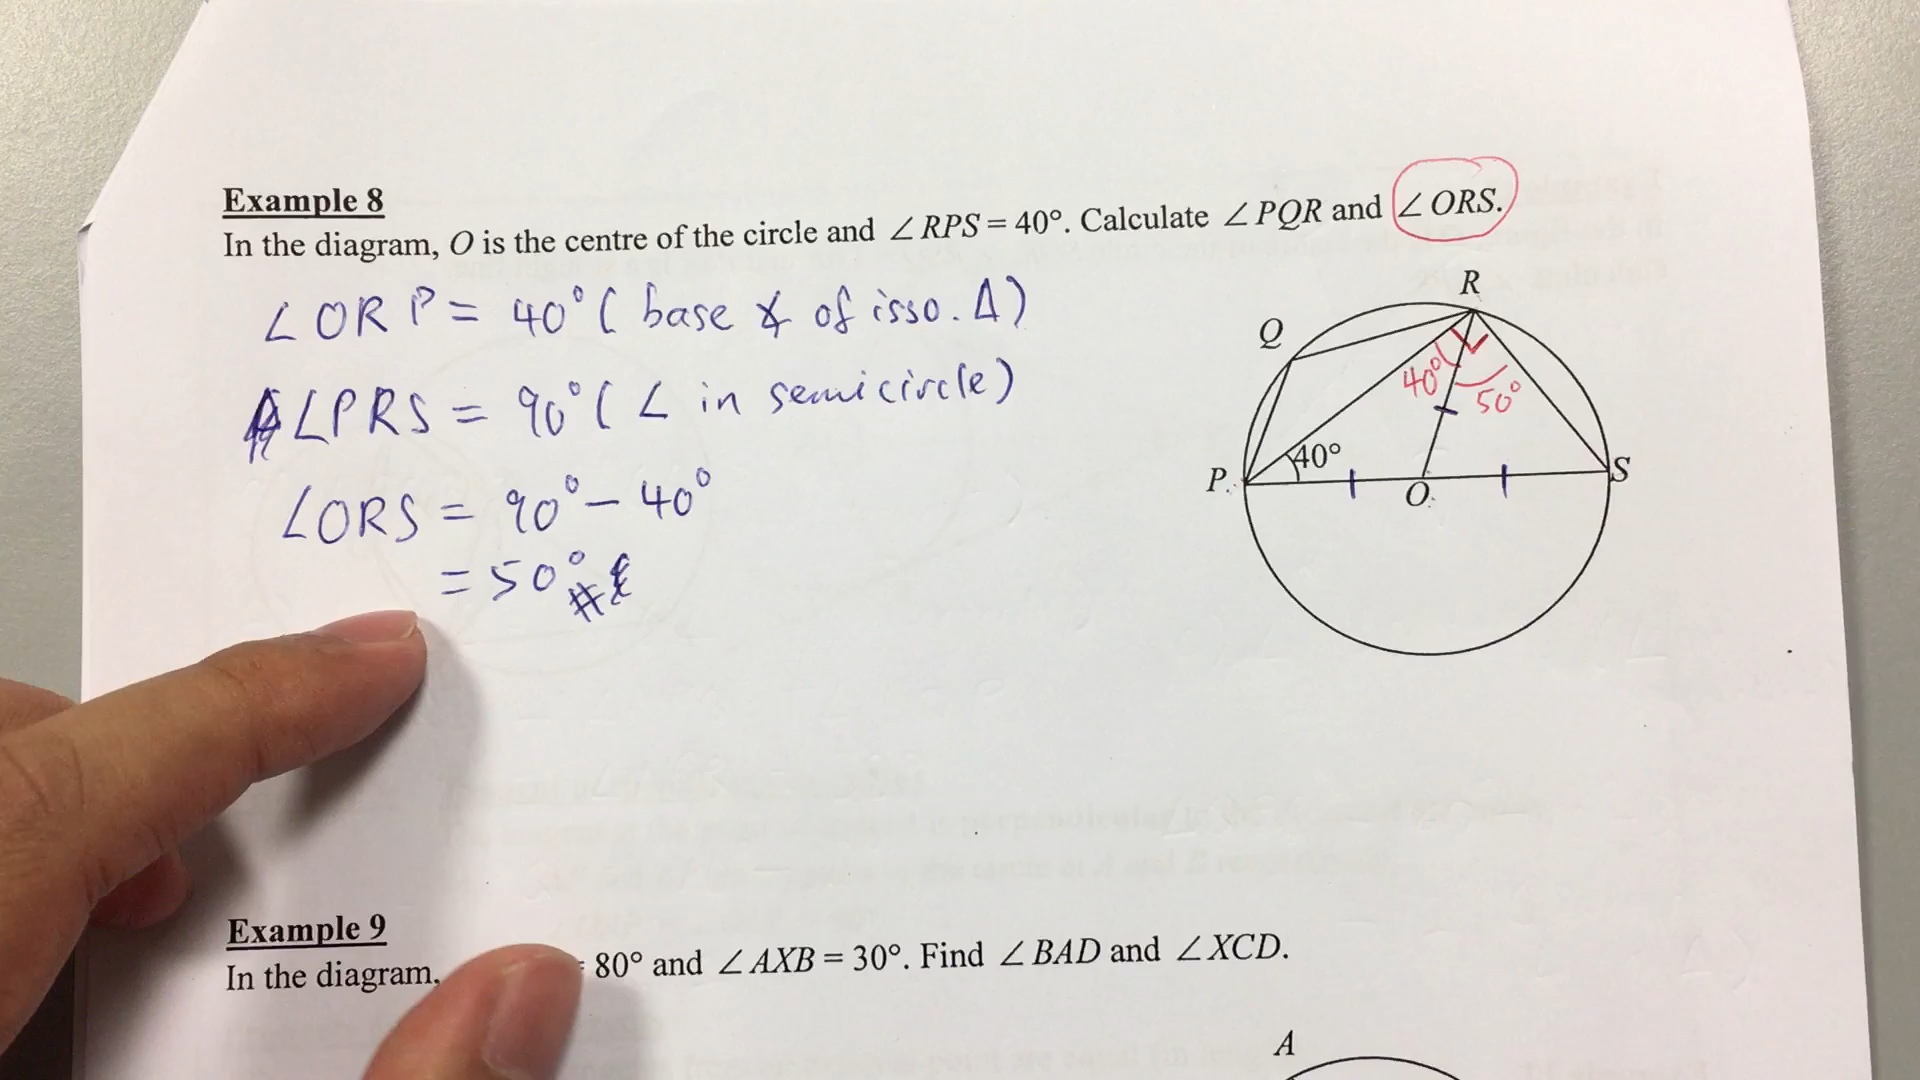 Example 8
In the diagram, O is the centre of the circle and ∠RPS = 40°. Calculate ∠PQR and ∠ORS.
∠ORP = 40° ( base ∡ of isso. Δ)
∠PRS = 90° ( ∠ in semicircle)
∠ORS = 90° − 40°
= 50°
R
Q
40°
50°
40°
P
O
S
Example 9
In the diagram,
= 80° and ∠AXB = 30°. Find ∠BAD and ∠XCD.
A